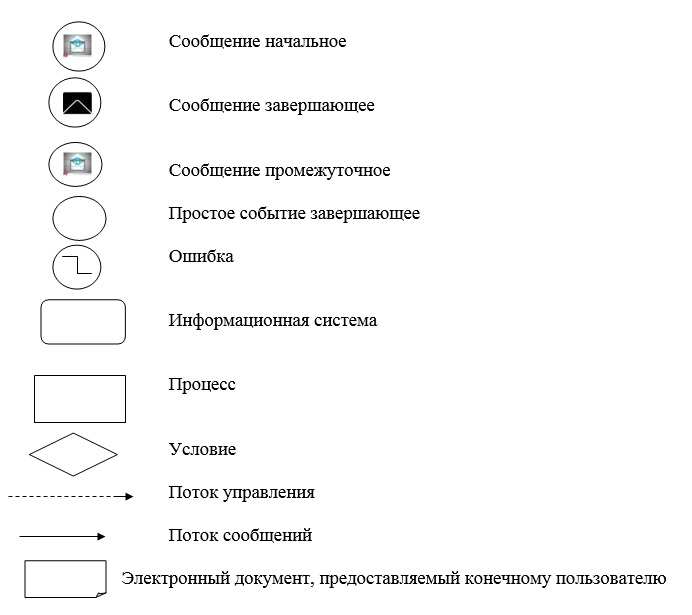 Сообщение начальное
Сообщение завершающее
Сообщение промежуточное
Простое событие завершающее
Ошибка
Информационная система
Процесс
Условие
Поток управления
Поток сообщений
Электронный документ, предоставляемый конечному пользователю